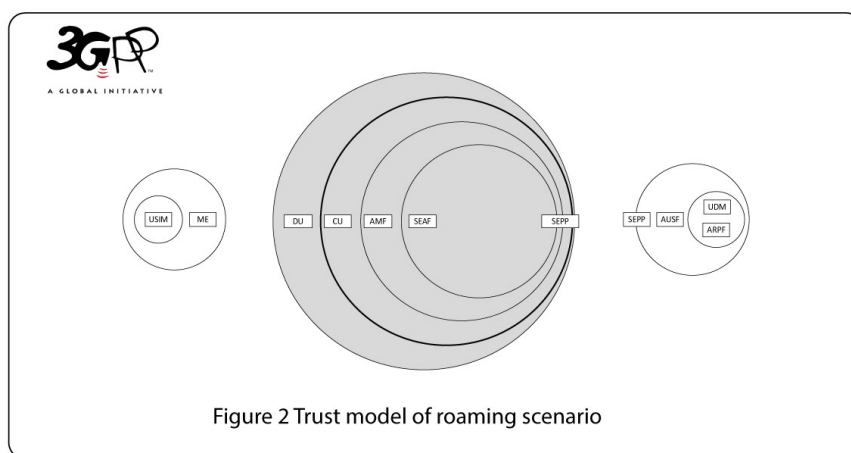 3GPP™
A GLOBAL INITIATIVE
USIM
ME
DU
CU
AMF
SEAF
SEPP
SEPP
AUSF
UDM
ARPF
Figure 2 Trust model of roaming scenario